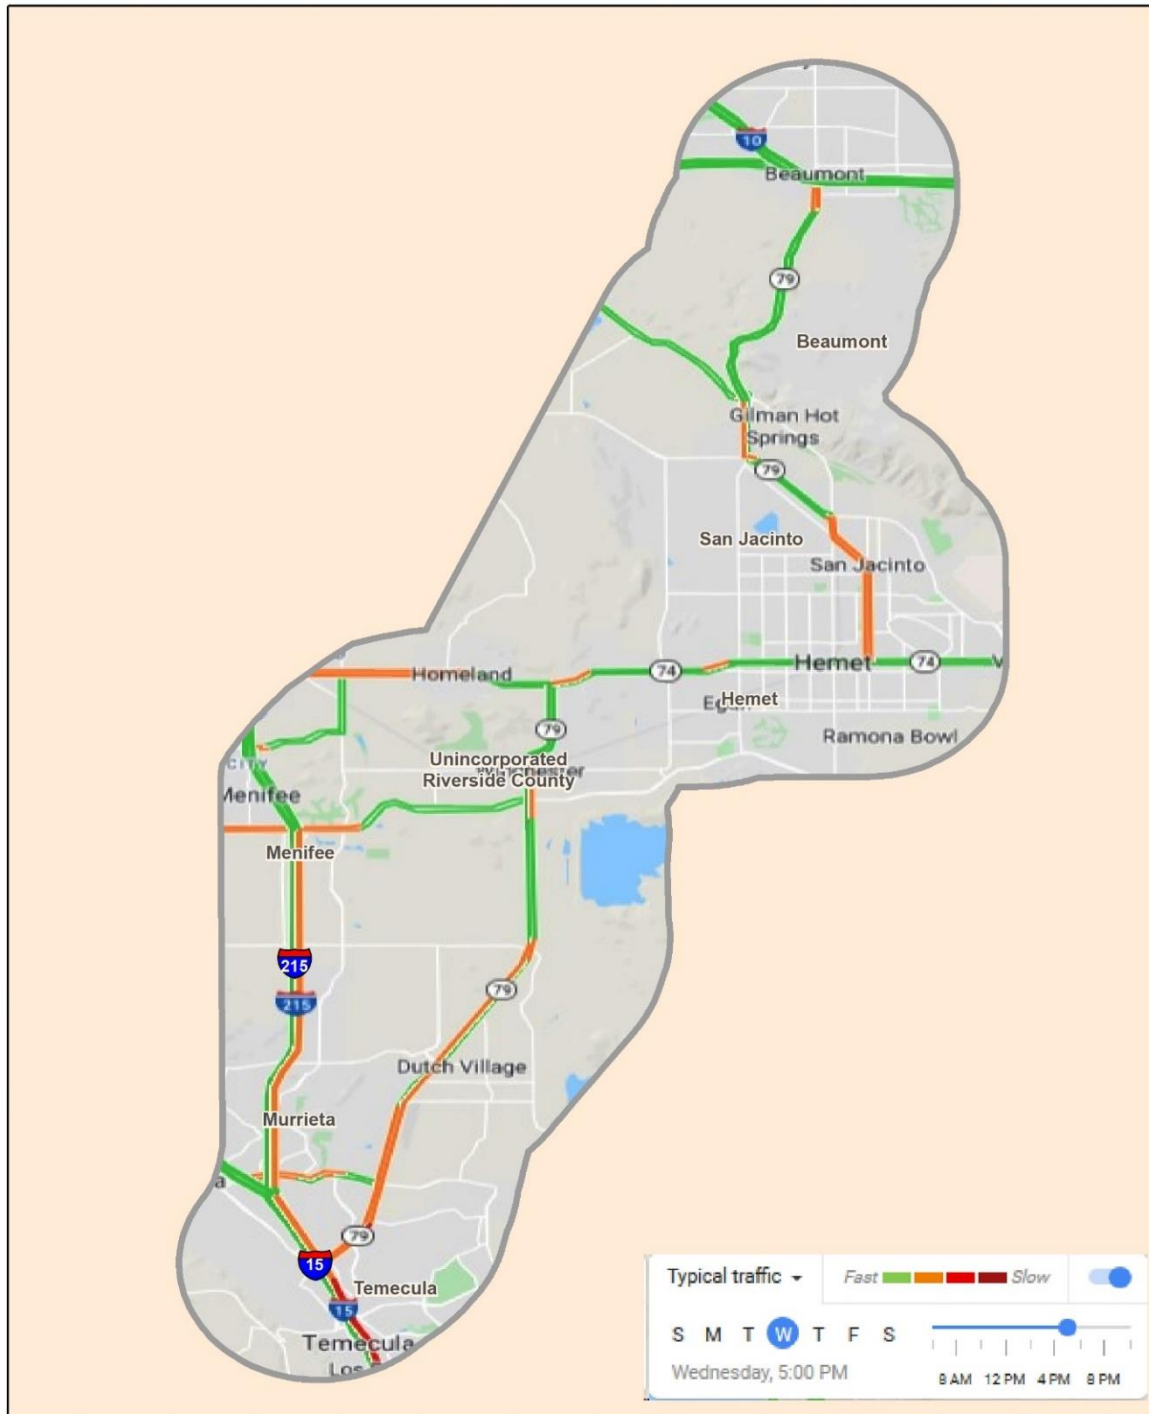 10
Beaumont
79
Beaumont
Gilman Hot
Springs
79
San Jacinto
San Jacinto
Hemet
74
74
Homeland
Hemet
79
Ramona Bowl
Unincorporated
Riverside County
CITY
Menifee
Menifee
215
215
79
Dutch Village
Murrieta
a
79
15
Temecula
15
Temecula
Los
Typical traffic
Fast
Slow
S M T W T F S
Wednesday, 5:00 PM
8 AM 12 PM 4 PM 8 PM